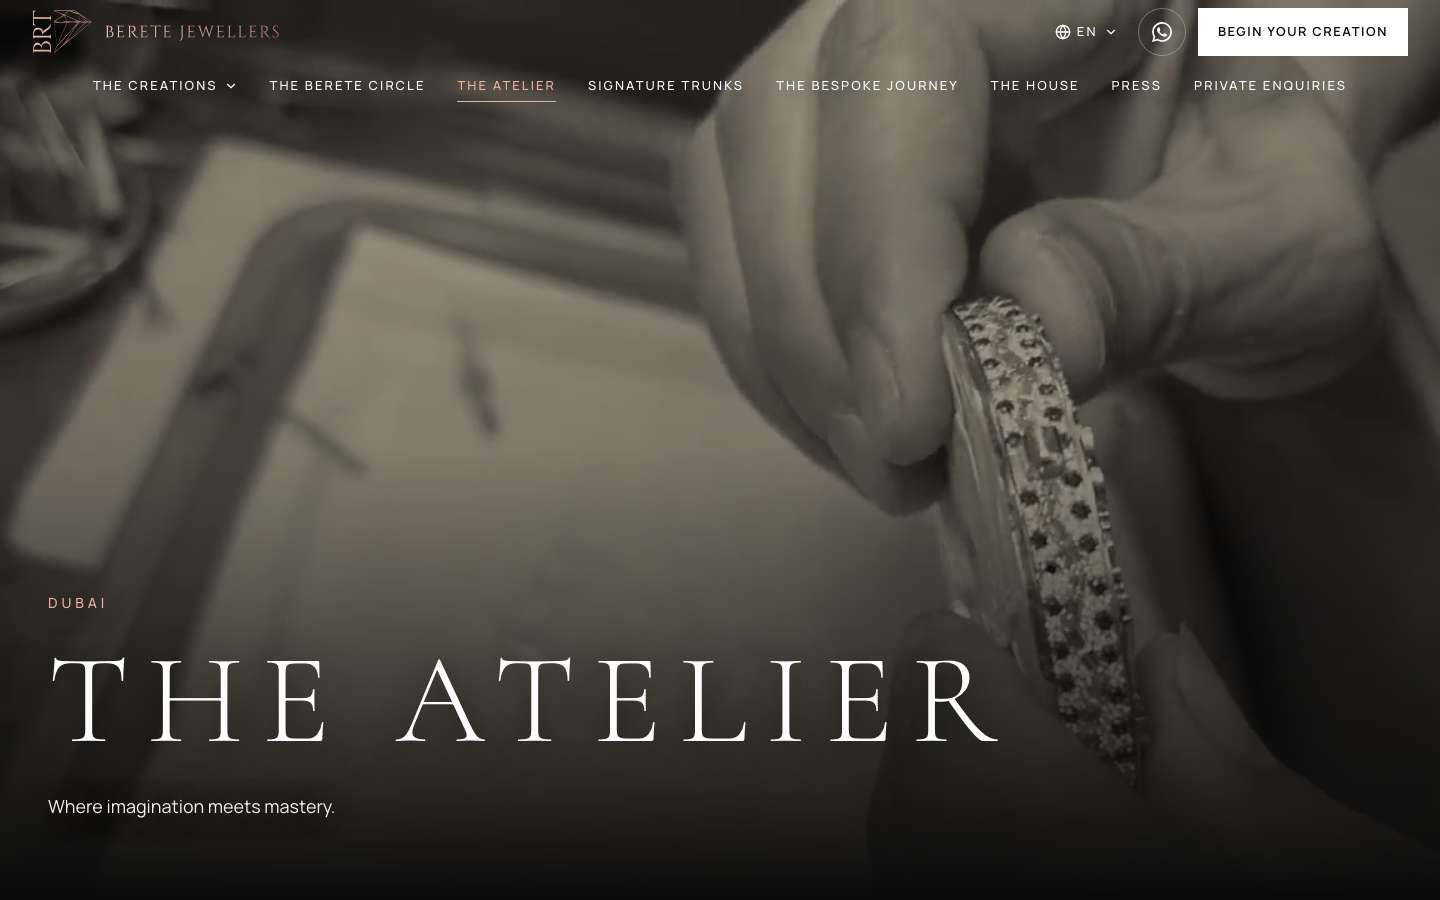 BRT
BERETE JEWELLERS
EN
BEGIN YOUR CREATION
THE CREATIONS
THE BERETE CIRCLE
THE ATELIER
SIGNATURE TRUNKS
THE BESPOKE JOURNEY
THE HOUSE
PRESS
PRIVATE ENQUIRIES
DUBAI
THE ATELIER
Where imagination meets mastery.